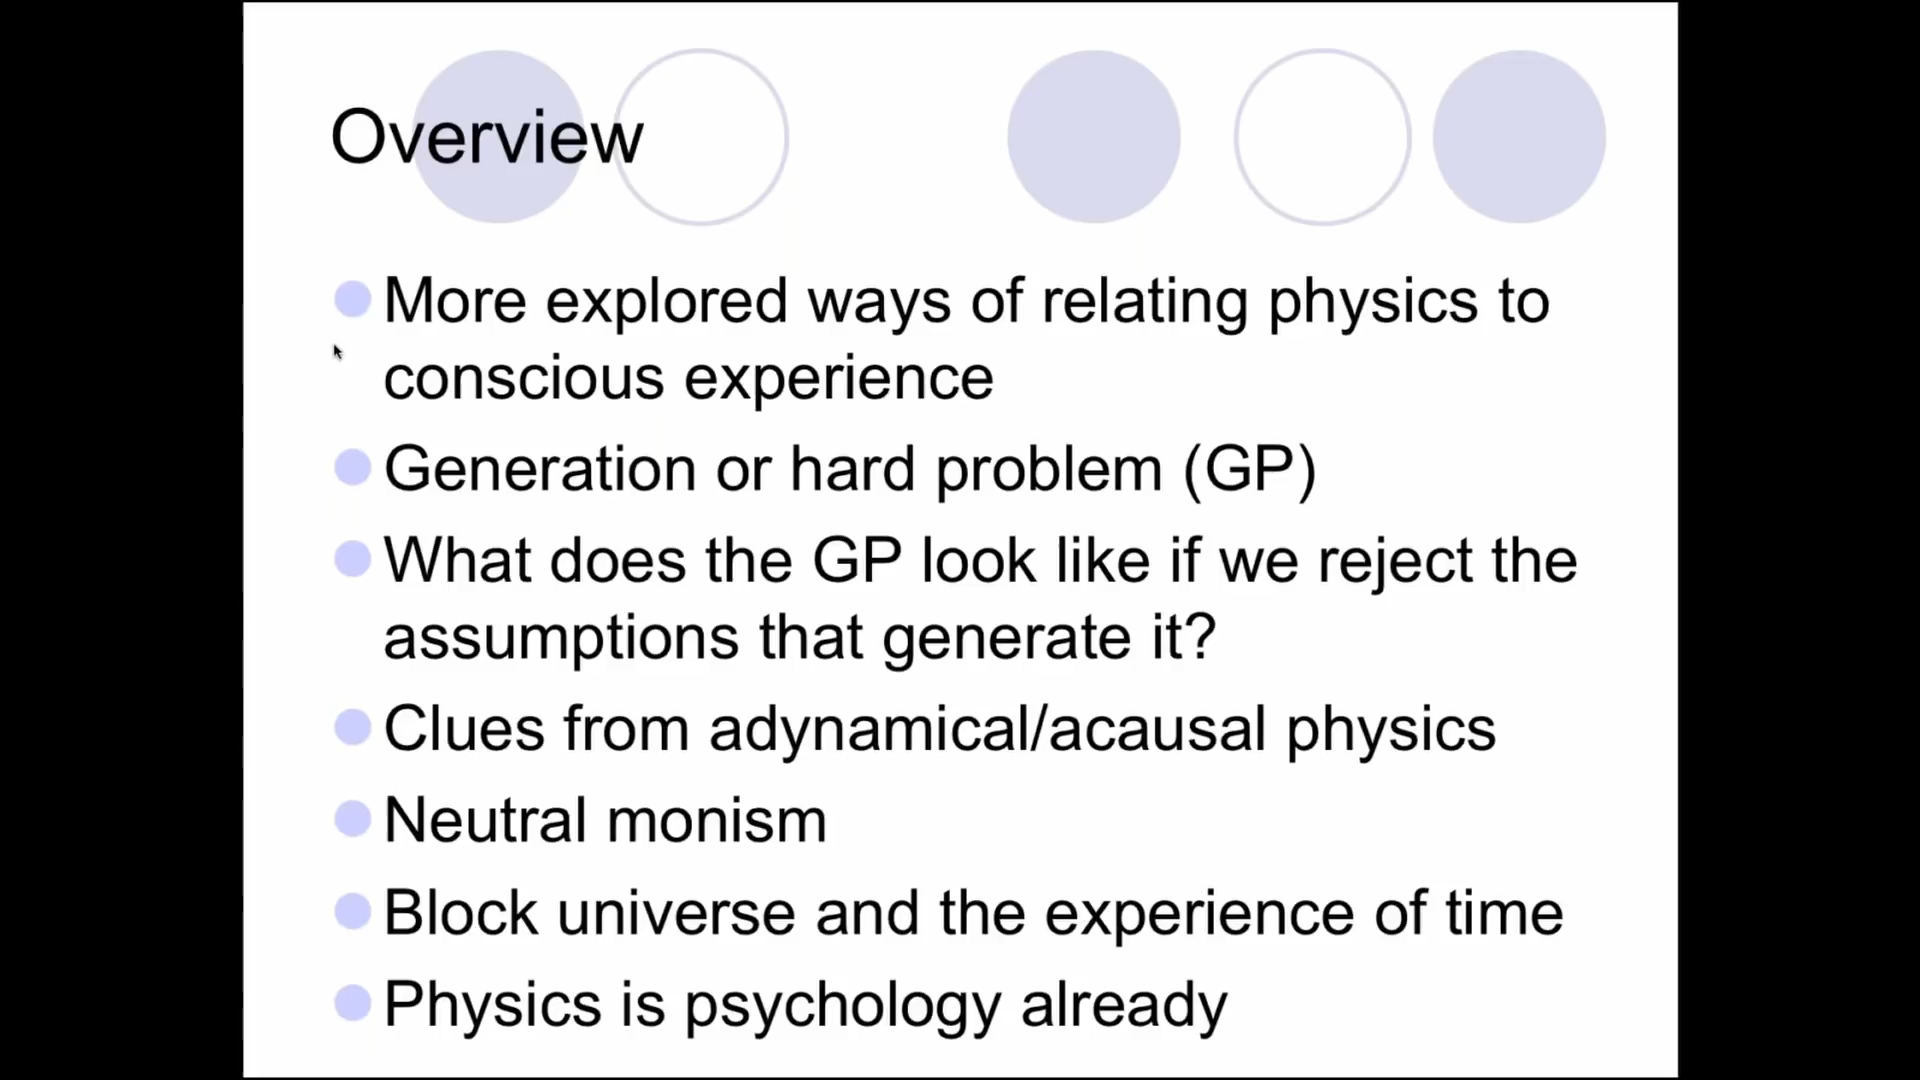 Overview
More explored ways of relating physics to
conscious experience
Generation or hard problem (GP)
What does the GP look like if we reject the
assumptions that generate it?
Clues from adynamical/acausal physics
Neutral monism
Block universe and the experience of time
Physics is psychology already